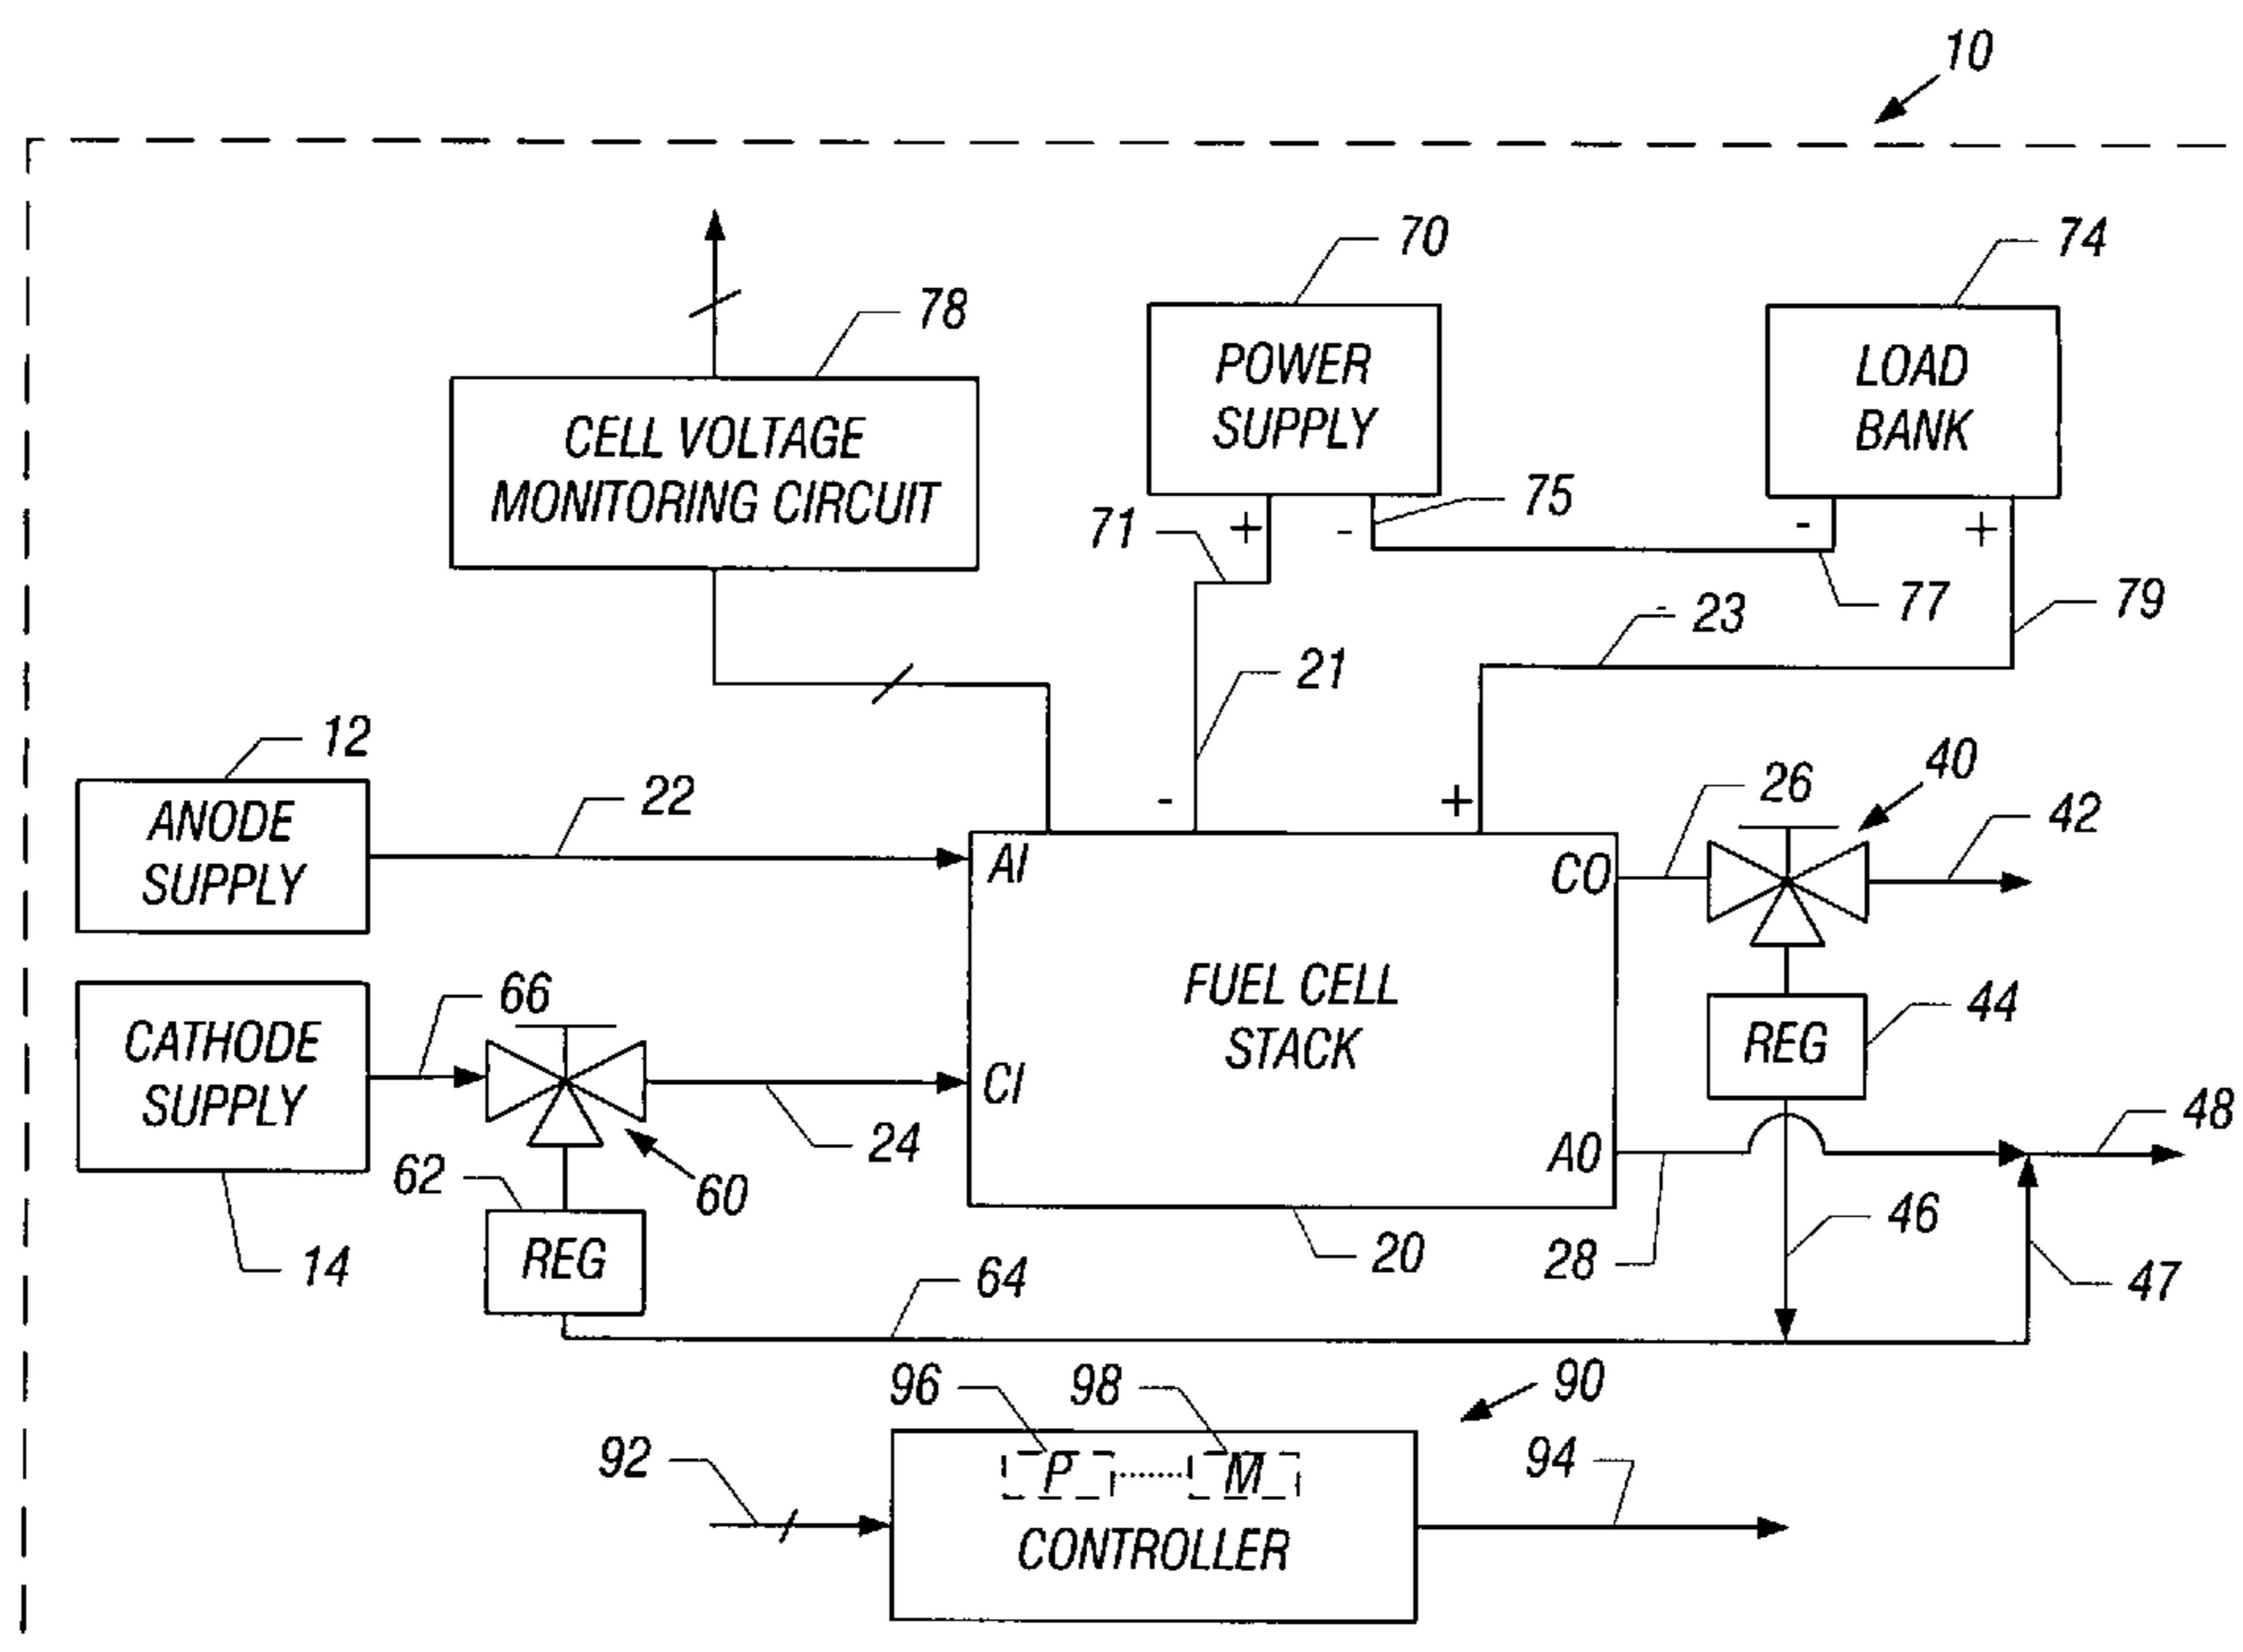 10
70
74
78
POWER
SUPPLY
LOAD
BANK
CELL VOLTAGE
MONITORING CIRCUIT
75
71
+
-
-
+
77
79
23
21
12
22
-
+
26
40
42
ANODE
SUPPLY
AI
CO
66
CATHODE
SUPPLY
FUEL CELL
STACK
44
REG
CI
24
AO
48
62
60
46
REG
14
64
20
28
47
96
98
90
92
P
M
94
CONTROLLER